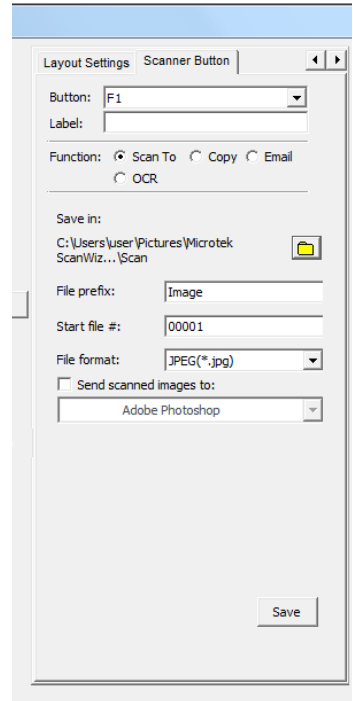 Layout Settings Scanner Button
Button: F1
Label:
Function: Scan To Copy Email
OCR
Save in:
C:\Users\user\Pictures\Microtek
ScanWiz...\Scan
File prefix: Image
Start file #: 00001
File format: JPEG(*.jpg)
Send scanned images to:
Adobe Photoshop
Save